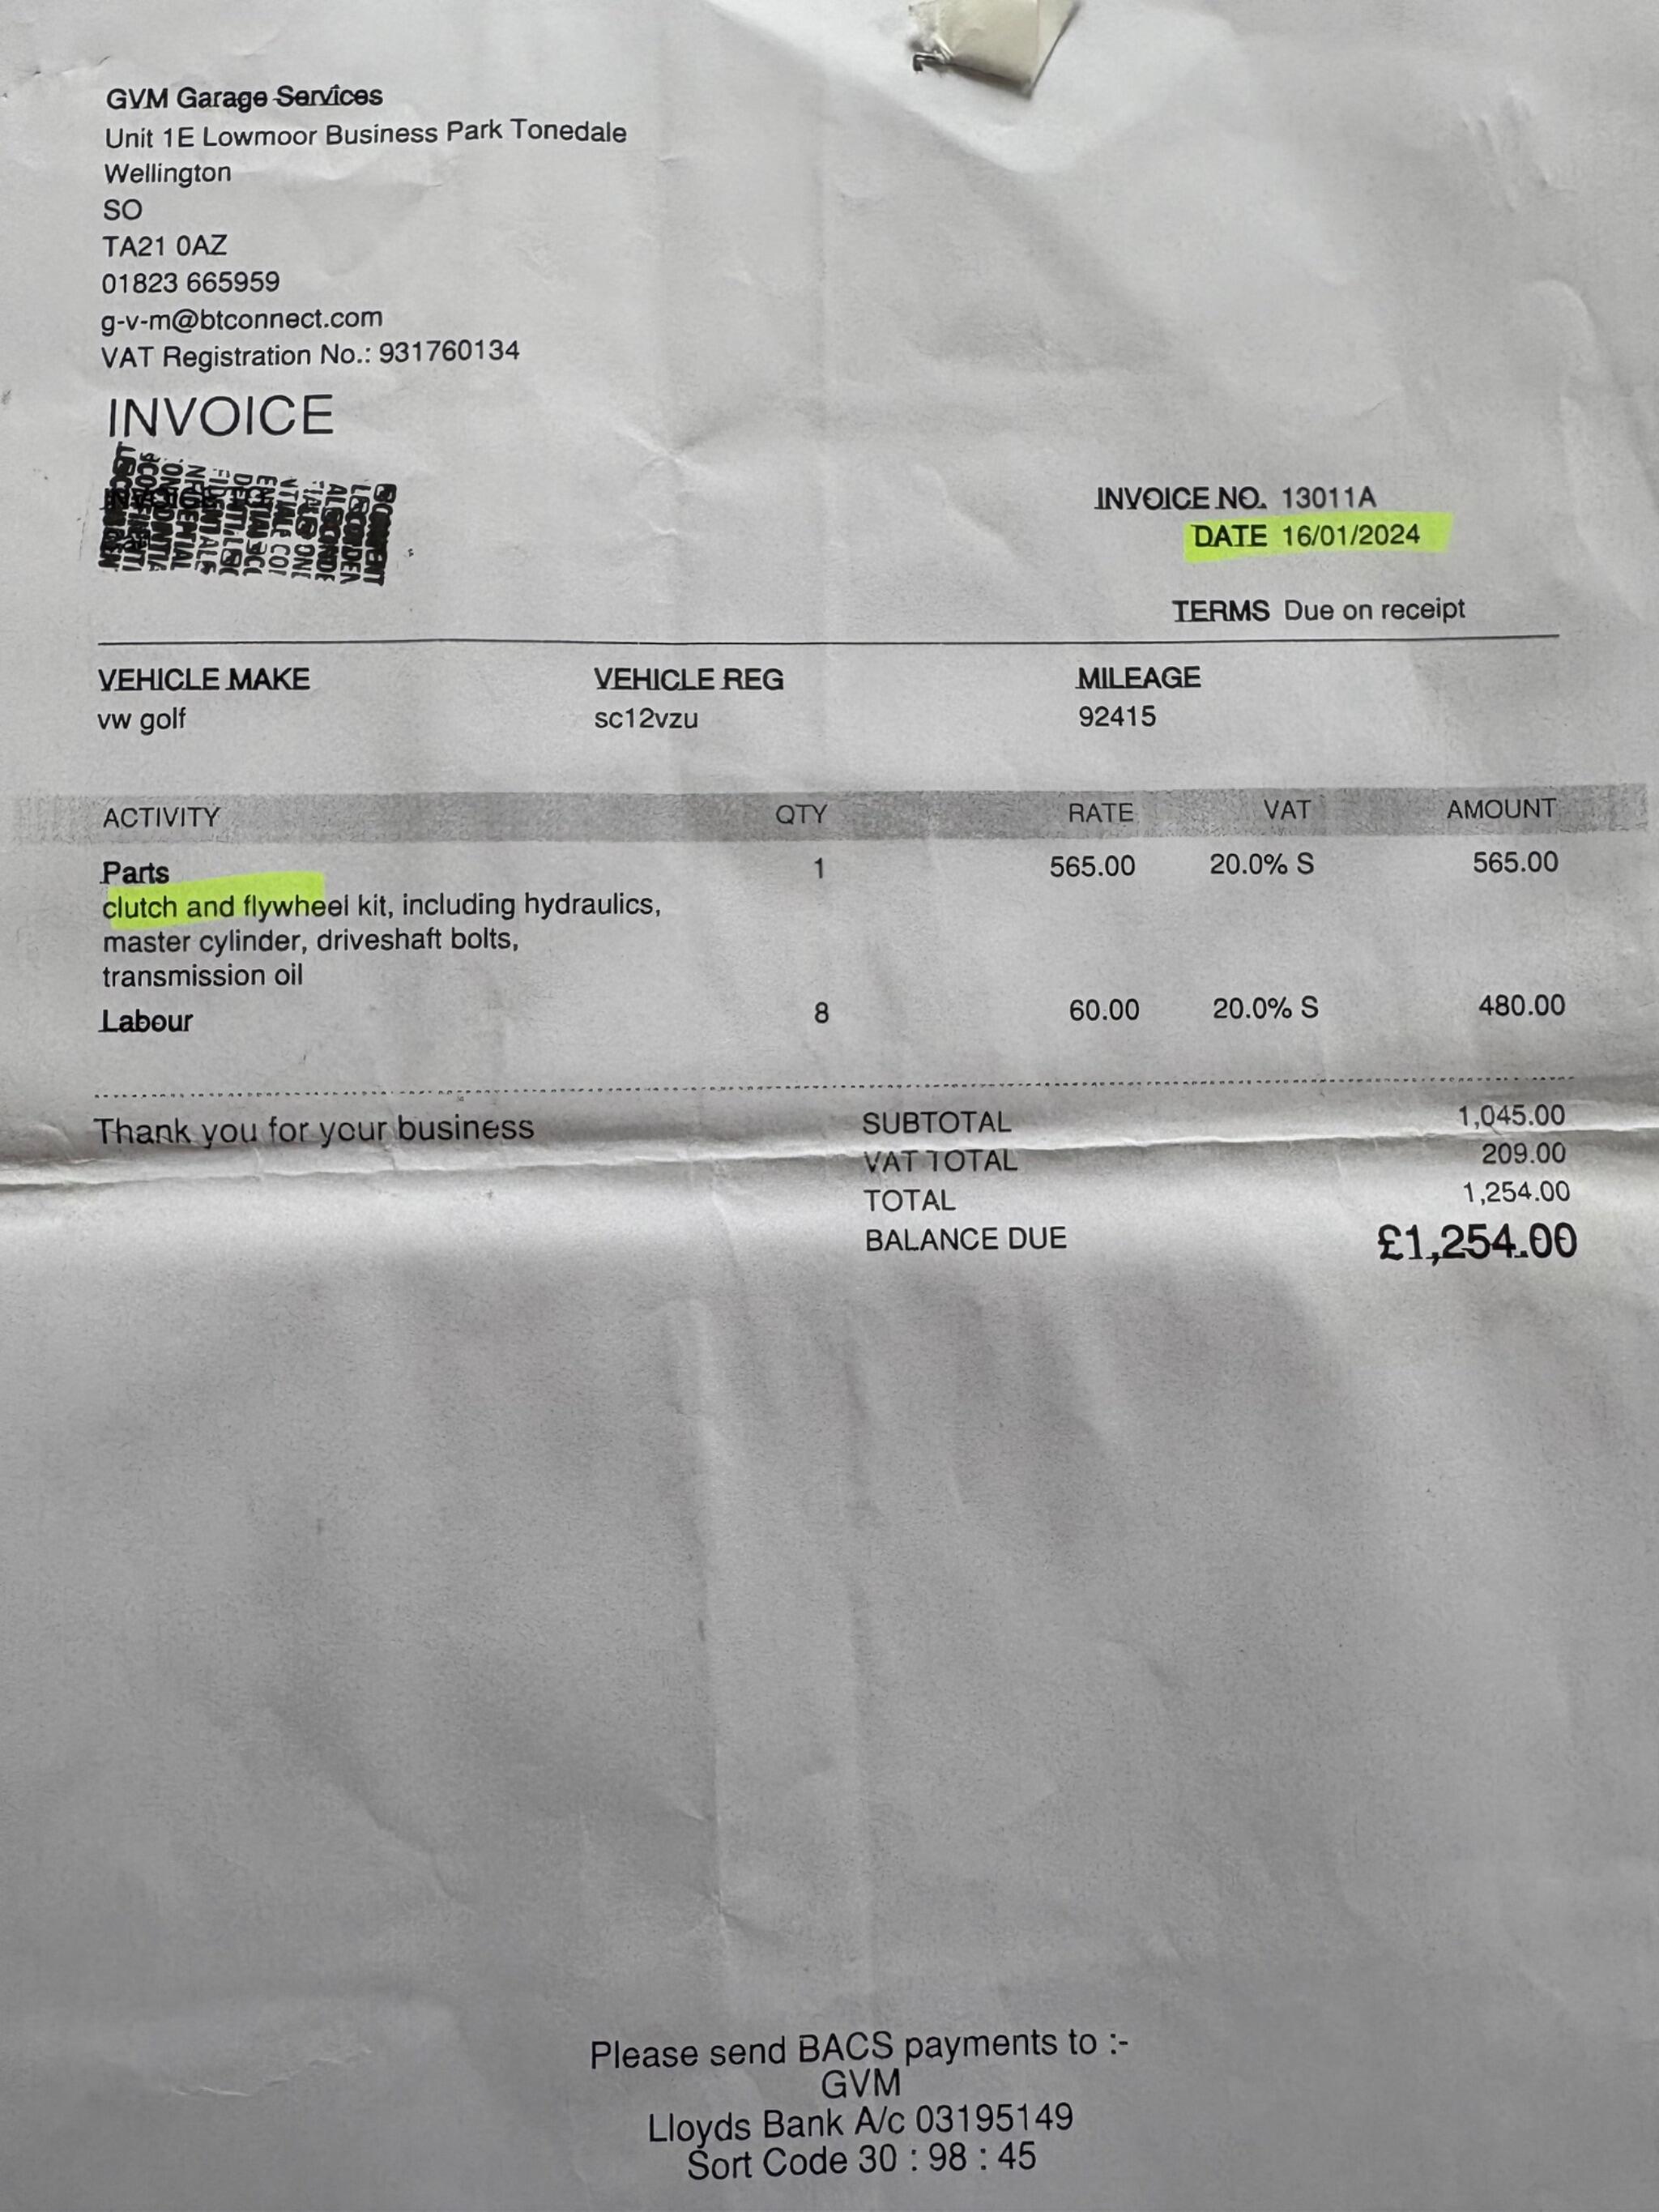 GVM Garage Services
Unit 1E Lowmoor Business Park Tonedale
Wellington
SO
TA21 0AZ
01823 665959
g-v-m@btconnect.com
VAT Registration No.: 931760134
INVOICE
INVOICE NO. 13011A
DATE 16/01/2024
TERMS Due on receipt
VEHICLE MAKE VEHICLE REG MILEAGE
vw golf sc12vzu 92415
ACTIVITY QTY RATE VAT AMOUNT
Parts 1 565.00 20.0% S 565.00
clutch and flywheel kit, including hydraulics,
master cylinder, driveshaft bolts,
transmission oil
Labour 8 60.00 20.0% S 480.00
Thank you for your business
SUBTOTAL 1,045.00
VAT TOTAL 209.00
TOTAL 1,254.00
BALANCE DUE £1,254.00
Please send BACS payments to :-
GVM
Lloyds Bank A/c 03195149
Sort Code 30 : 98 : 45